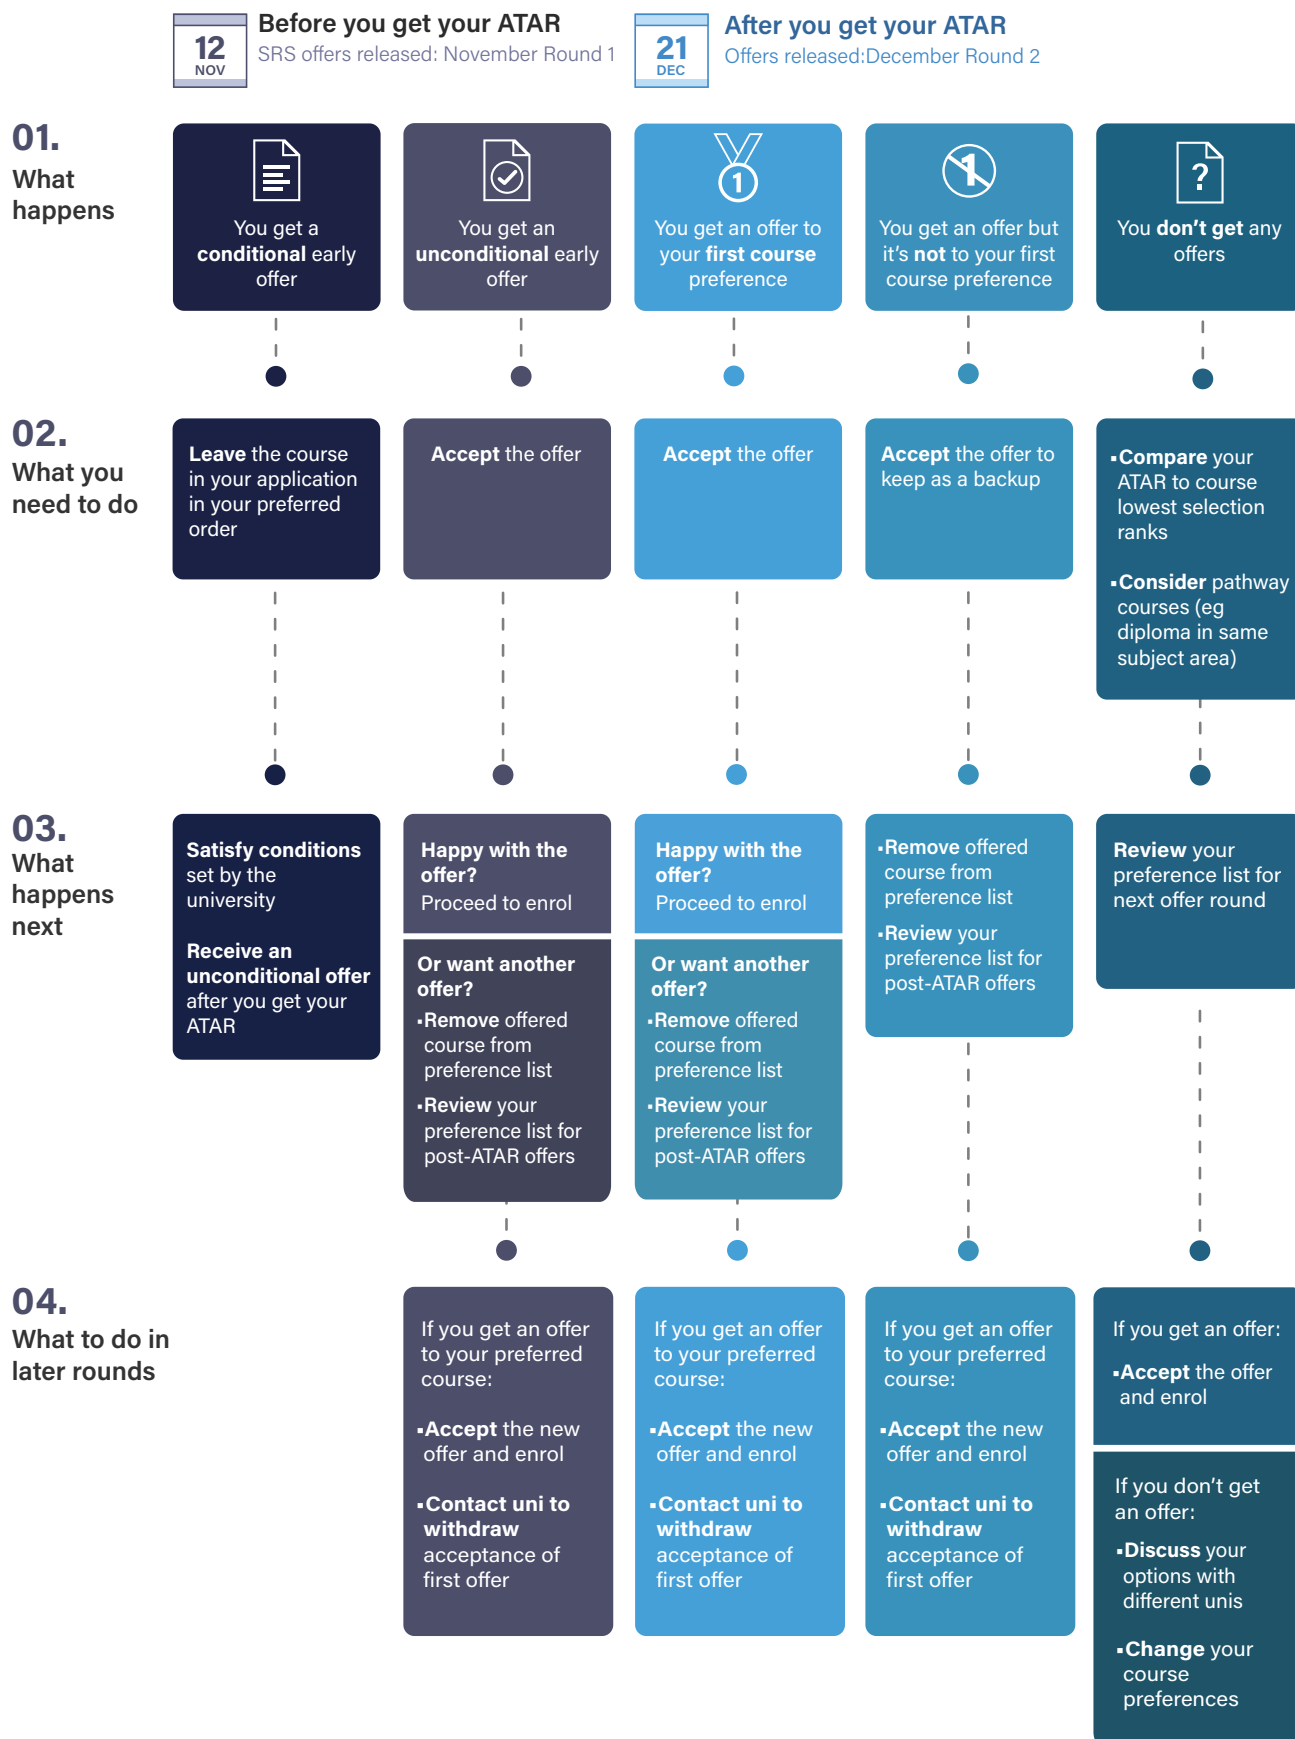 12
NOV
Before you get your ATAR
SRS offers released: November Round 1
21
DEC
After you get your ATAR
Offers released:December Round 2
01.
What
happens
You get a
conditional early
offer
You get an
unconditional early
offer
1
You get an offer to
your first course
preference
1
You get an offer but
it's not to your first
course preference
?
You don't get any
offers
02.
What you
need to do
Leave the course
in your application
in your preferred
order
Accept the offer
Accept the offer
Accept the offer to
keep as a backup
▪Compare your
ATAR to course
lowest selection
ranks
▪Consider pathway
courses (eg
diploma in same
subject area)
03.
What
happens
next
Satisfy conditions
set by the
university
Receive an
unconditional offer
after you get your
ATAR
Happy with the
offer?
Proceed to enrol
Or want another
offer?
▪Remove offered
course from
preference list
▪Review your
preference list for
post-ATAR offers
Happy with the
offer?
Proceed to enrol
Or want another
offer?
▪Remove offered
course from
preference list
▪Review your
preference list for
post-ATAR offers
▪Remove offered
course from
preference list
▪Review your
preference list for
post-ATAR offers
Review your
preference list for
next offer round
04.
What to do in
later rounds
If you get an offer
to your preferred
course:
▪Accept the new
offer and enrol
▪Contact uni to
withdraw
acceptance of
first offer
If you get an offer
to your preferred
course:
▪Accept the new
offer and enrol
▪Contact uni to
withdraw
acceptance of
first offer
If you get an offer
to your preferred
course:
▪Accept the new
offer and enrol
▪Contact uni to
withdraw
acceptance of
first offer
If you get an offer:
▪Accept the offer
and enrol
If you don't get
an offer:
▪Discuss your
options with
different unis
▪Change your
course
preferences